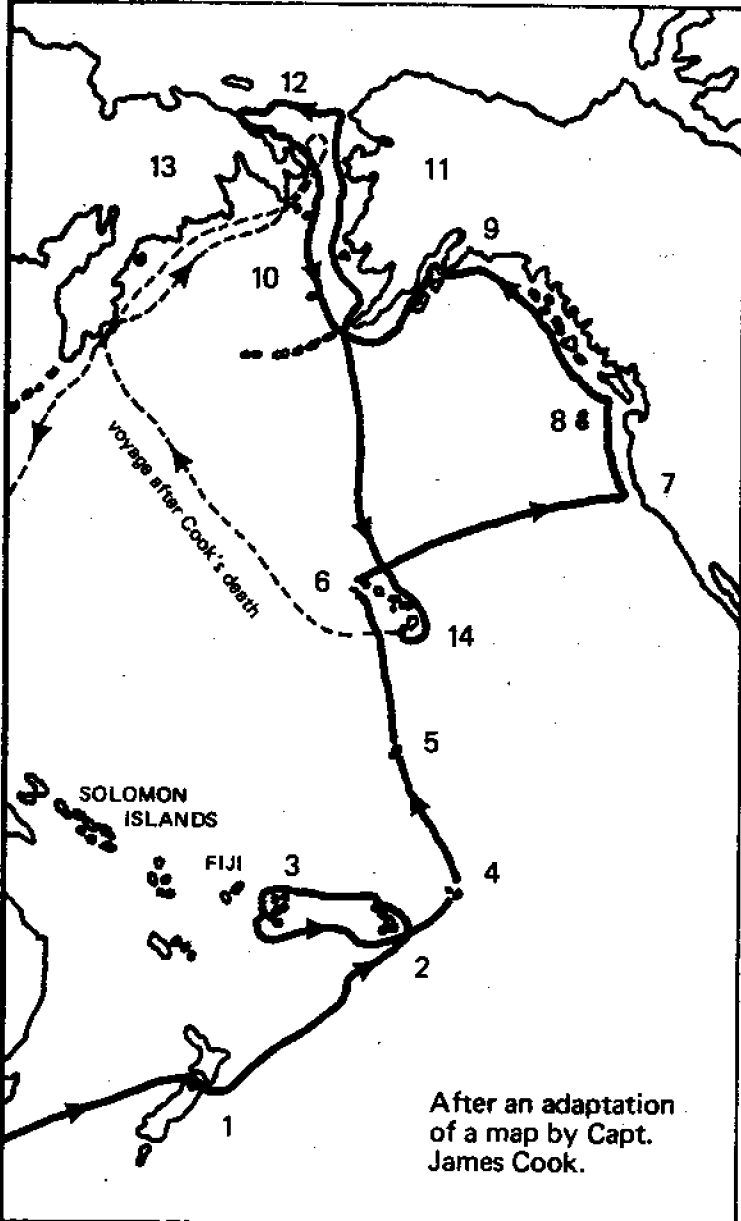 12
13
11
9
10
8
7
voyage after Cook's death
6
14
5
SOLOMON
ISLANDS
FIJI
3
4
2
1
After an adaptation
of a map by Capt.
James Cook.